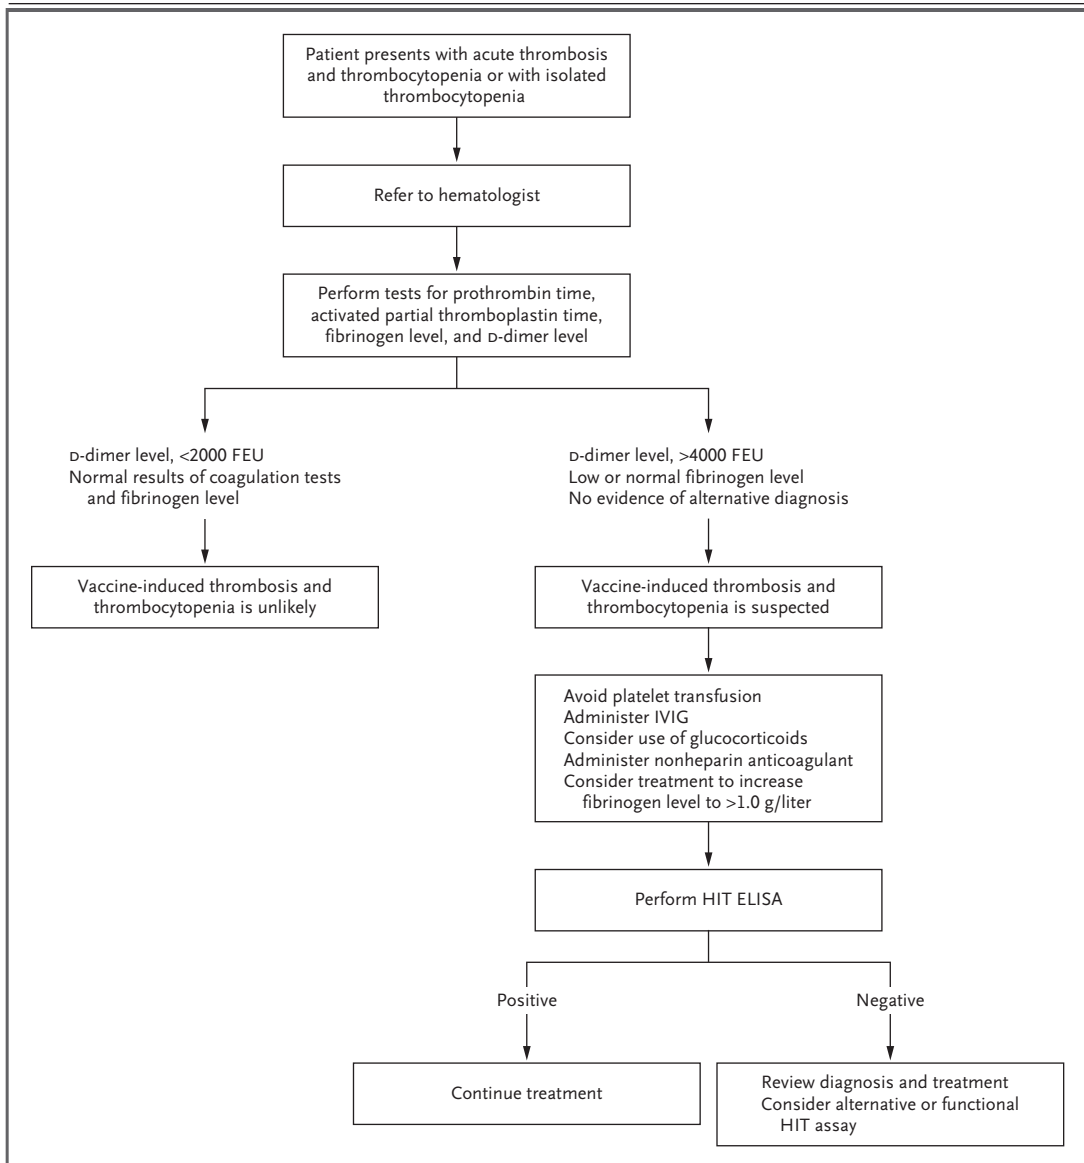 Patient presents with acute thrombosis
and thrombocytopenia or with isolated
thrombocytopenia
Refer to hematologist
Perform tests for prothrombin time,
activated partial thromboplastin time,
fibrinogen level, and D-dimer level
D-dimer level, <2000 FEU
Normal results of coagulation tests
and fibrinogen level
D-dimer level, >4000 FEU
Low or normal fibrinogen level
No evidence of alternative diagnosis
Vaccine-induced thrombosis and
thrombocytopenia is unlikely
Vaccine-induced thrombosis and
thrombocytopenia is suspected
Avoid platelet transfusion
Administer IVIG
Consider use of glucocorticoids
Administer nonheparin anticoagulant
Consider treatment to increase
fibrinogen level to >1.0 g/liter
Perform HIT ELISA
Positive
Negative
Continue treatment
Review diagnosis and treatment
Consider alternative or functional
HIT assay